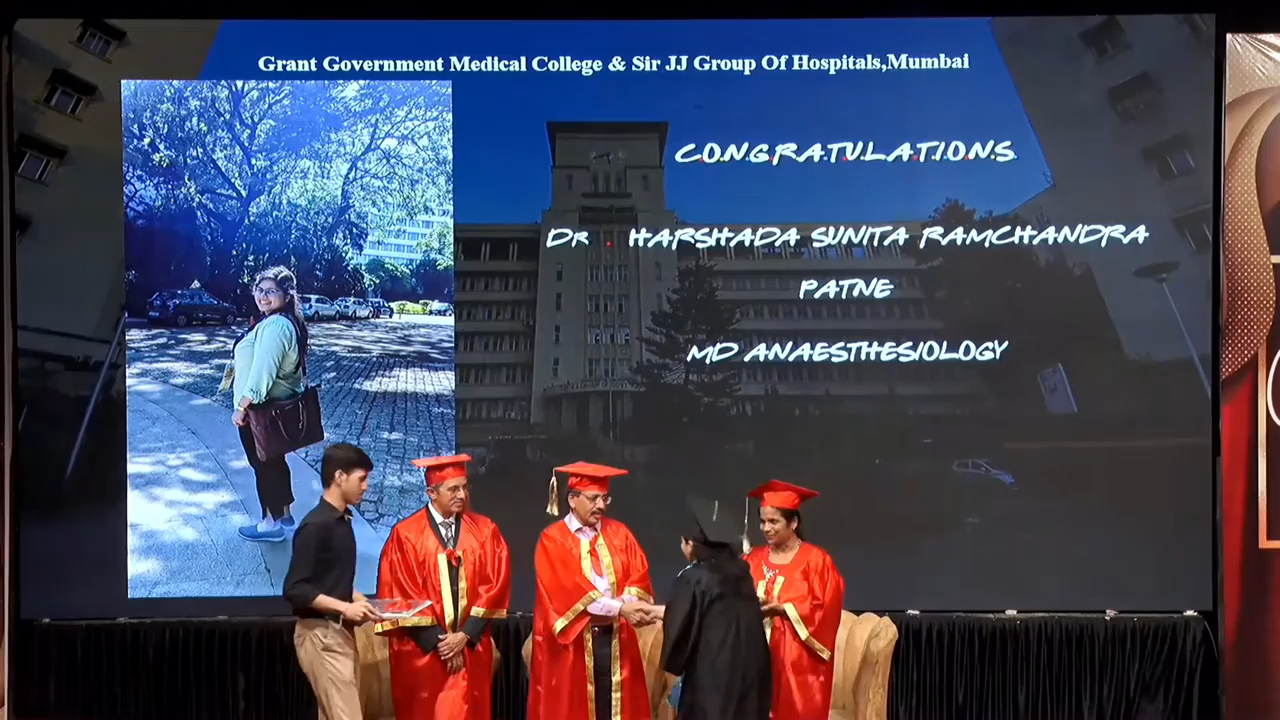 Grant Government Medical College & Sir JJ Group Of Hospitals,Mumbai
CONGRATULATIONS
DR . HARSHADA SUNITA RAMCHANDRA
PATNE
MD ANAESTHESIOLOGY